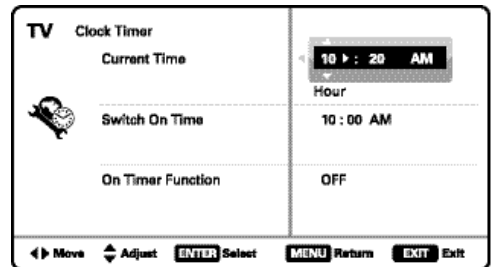 TV Clock Timer
Current Time 10 : 20 AM
Hour
Switch On Time 10 : 00 AM
On Timer Function OFF
Move Adjust ENTER Select MENU Return EXIT Exit